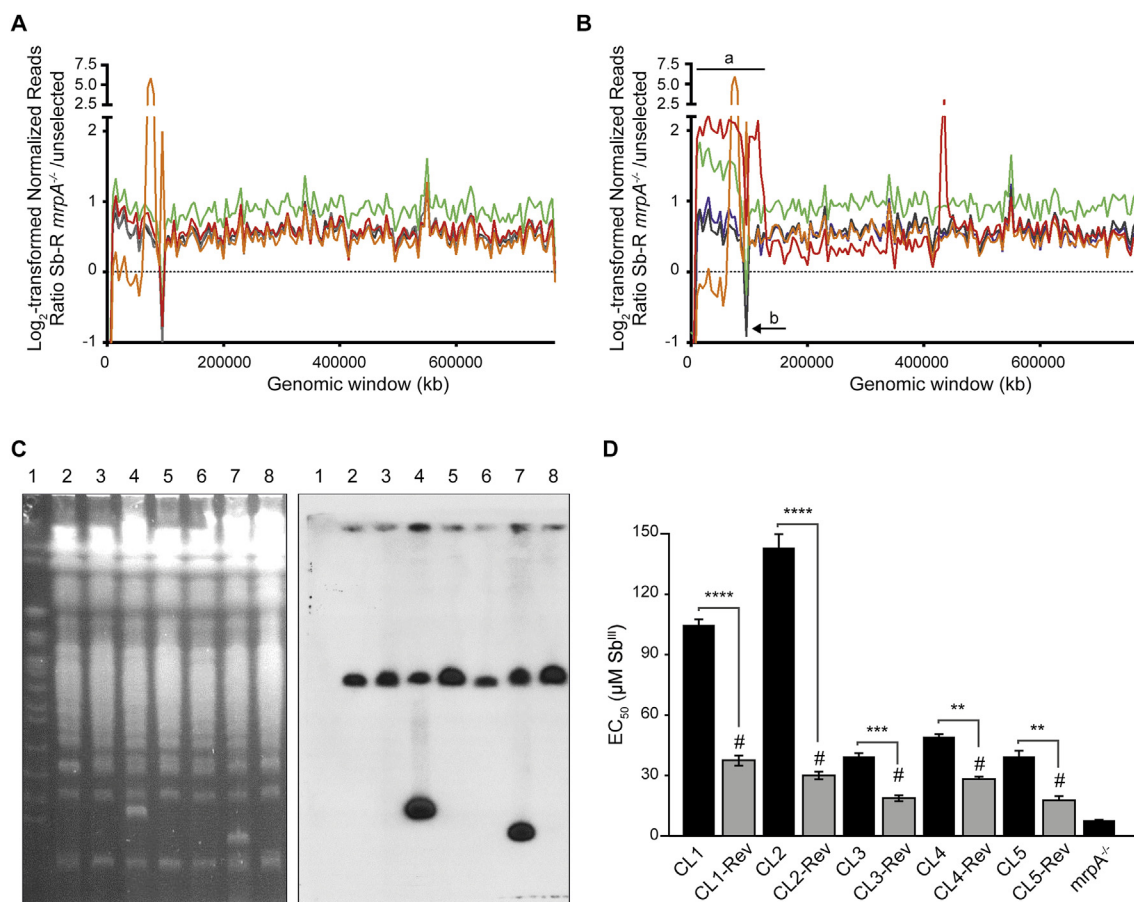 A
Log2-transformed Normalized Reads
Ratio Sb-R mrpA-/- /unselected
7.5
5.0
2.5
2
1
0
-1
0
200000
400000
600000
Genomic window (kb)
B
Log2-transformed Normalized Reads
Ratio Sb-R mrpA-/- /unselected
7.5
5.0
2.5
2
1
0
-1
a
b
0
200000
400000
600000
Genomic window (kb)
C
1 2 3 4 5 6 7 8
1 2 3 4 5 6 7 8
D
EC50 (µM SbIII)
150
120
90
60
30
0
****
****
***
**
**
#
#
#
#
#
CL1
CL1-Rev
CL2
CL2-Rev
CL3
CL3-Rev
CL4
CL4-Rev
CL5
CL5-Rev
mrpA-/-